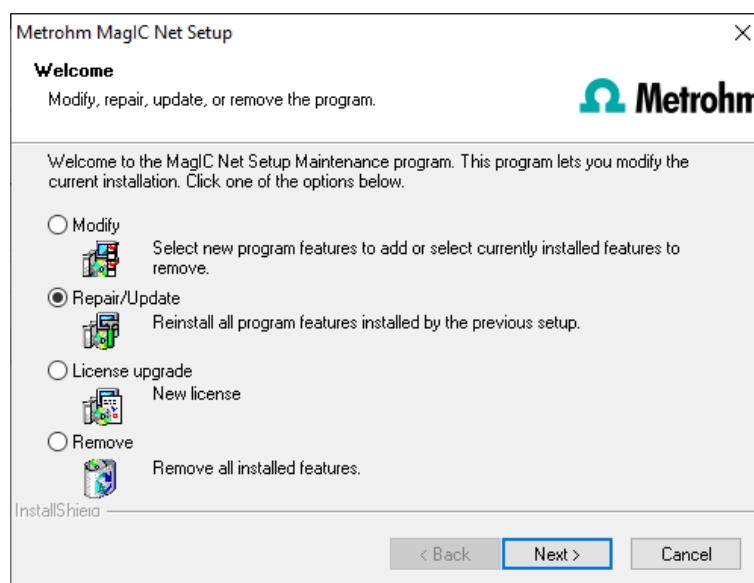 Metrohm MagIC Net Setup
Welcome
Modify, repair, update, or remove the program.
Metrohm
Welcome to the MagIC Net Setup Maintenance program. This program lets you modify the
current installation. Click one of the options below.
Modify
Select new program features to add or select currently installed features to
remove.
Repair/Update
Reinstall all program features installed by the previous setup.
License upgrade
New license
Remove
Remove all installed features.
InstallShield
< Back
Next >
Cancel